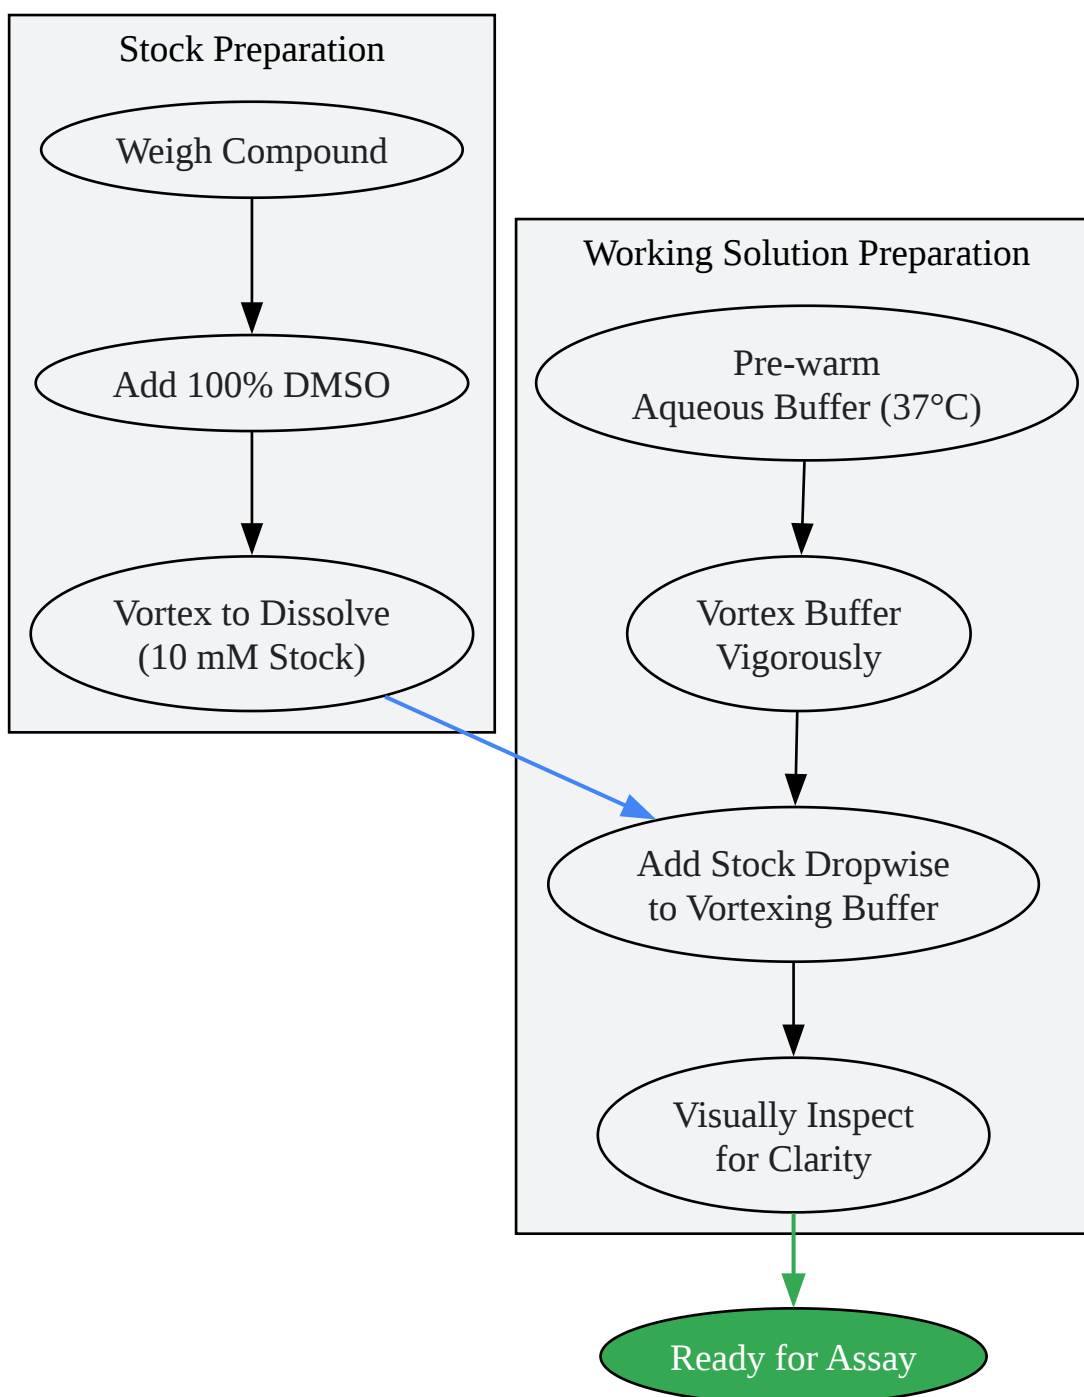 Stock Preparation
Weigh Compound
Add 100% DMSO
Vortex to Dissolve
(10 mM Stock)
Working Solution Preparation
Pre-warm
Aqueous Buffer (37°C)
Vortex Buffer
Vigorously
Add Stock Dropwise
to Vortexing Buffer
Visually Inspect
for Clarity
Ready for Assay